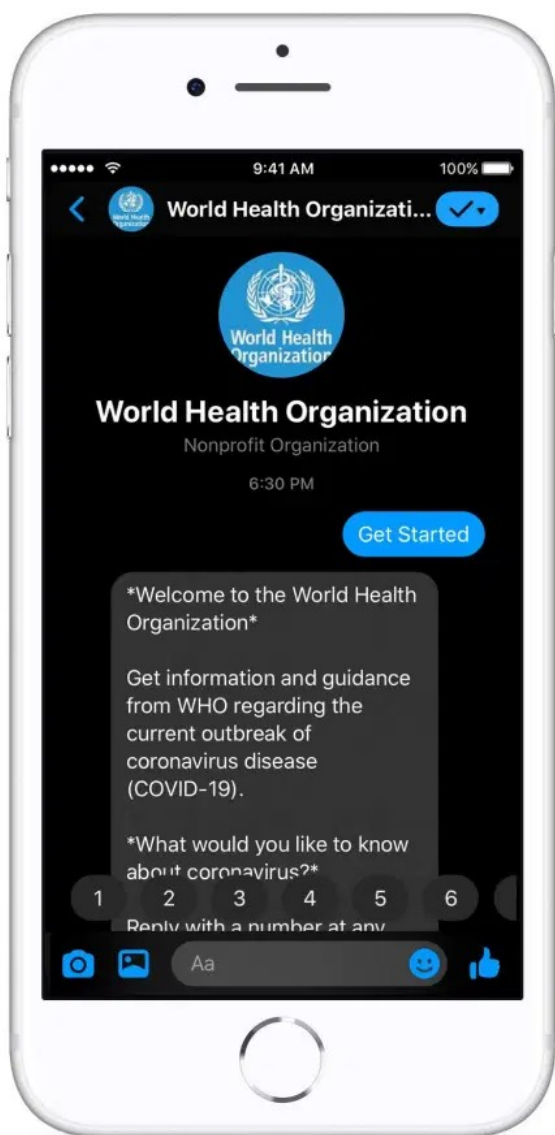 9:41 AM
100%
World Health Organizati...
World Health
Organization
World Health Organization
Nonprofit Organization
6:30 PM
Get Started
*Welcome to the World Health
Organization*
Get information and guidance
from WHO regarding the
current outbreak of
coronavirus disease
(COVID-19).
*What would you like to know
about coronavirus?*
1 2 3 4 5 6
Reply with a number at any
Aa